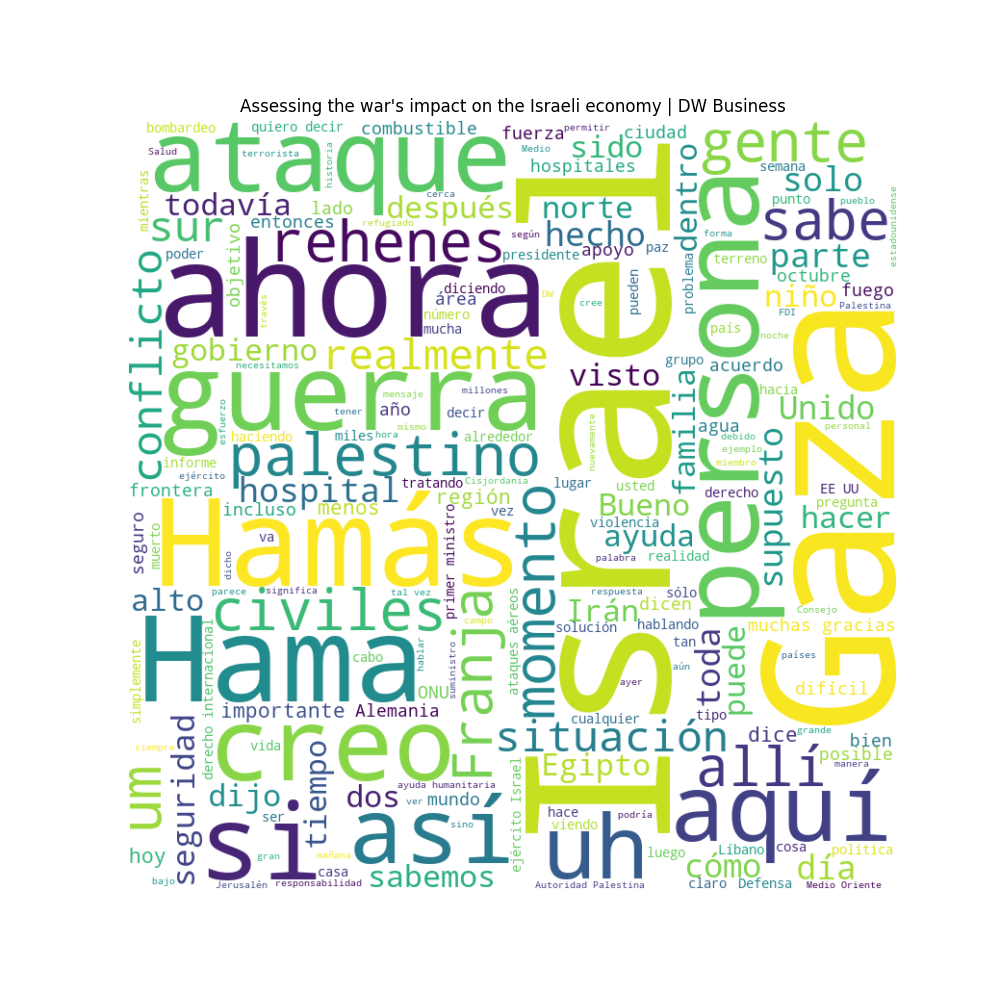 Assessing the war's impact on the Israeli economy | DW Business
bombardeo
quiero decir
combustible
fuerza
permitir
ciudad
gente
Salud
terrorista
historia
ataque
Medio
sido
hospitales
semana
solo
mientras
cerca
dentro
punto
pueblo
estadounidense
todavía
lado
después
norte
persona
sabe
sur
entonces
refugiado
según
hecho
paz
forma
poder
objetivo
rehenes
presidente
apoyo
problema
terreno
parte
octubre
ahora
diciendo
área
DW
cree
pueden
niño
fuego
Palestina
FDI
través
número
mucha
Israel
país
noche
Gaza
conflicto
gobierno
realmente
necesitamos
visto
grupo
acuerdo
guerra
mensaje
millones
familia
hacia
año
tener
decir
Unido
esfuerzo
haciendo
miles
hora
mismo
alrededor
nuevamente
agua
debido
personal
palestino
ejemplo
informe
ejército
tratando
Cisjordania
lugar
usted
miembro
frontera
hospital
región
derecho
EE UU
pregunta
incluso
menos
vez
momento
Bueno
supuesto
hacer
seguro
muerto
va
Hamás
primer ministro
violencia
ayuda
dicho
palabra
realidad
parece
significa
tal vez
respuesta
sólo
alto
civiles
Franja
campo
ataques aéreos
Irán
dicen
Consejo
solución
hablando
muchas gracias
Hama
derecho internacional
cabo
hablar
suministro
tan
toda
puede
países
simplemente
ONU
aún
ayer
difícil
importante
Alemania
cualquier
tipo
grande
um
siempre
seguridad
creo
vida
situación
dice
bien
manera
posible
allí
tiempo
ayuda humanitaria
Egipto
dijo
dos
ver
mundo
ejército Israel
hace
podría
aquí
ser
si
así
sino
viendo
uh
hoy
gran
mañana
luego
Líbano
cosa
política
casa
cómo
día
bajo
Jerusalén
responsabilidad
sabemos
Autoridad Palestina
claro
Defensa
Medio Oriente